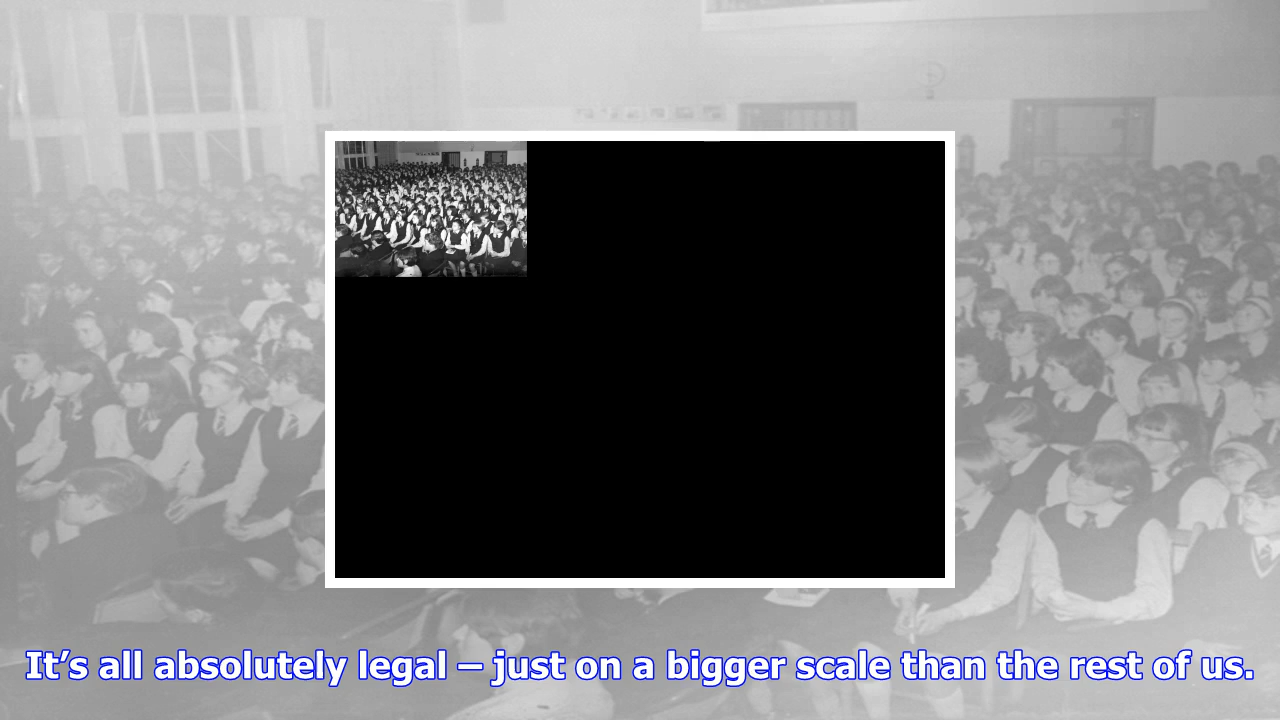 It’s all absolutely legal – just on a bigger scale than the rest of us.